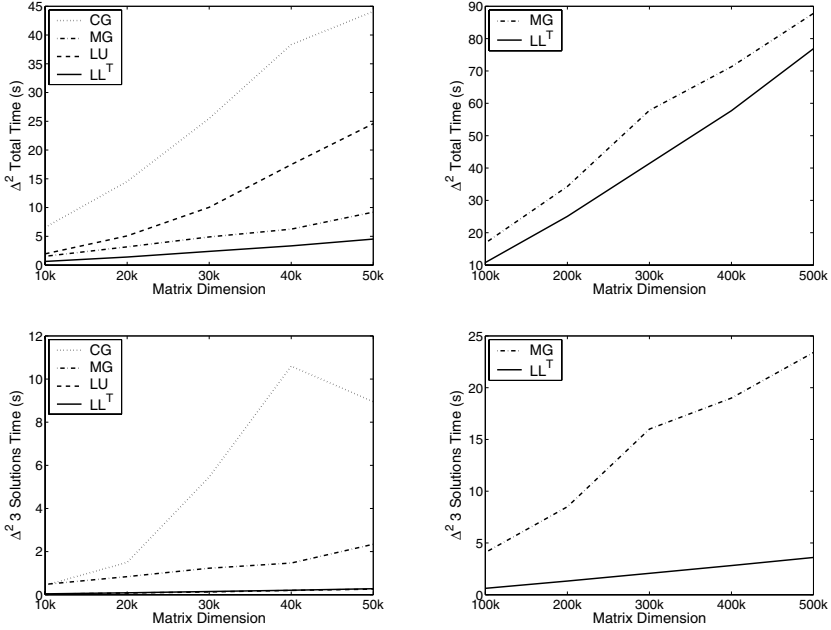 Δ² Total Time (s)
45
40
35
30
25
20
15
10
5
0
CG
MG
LU
LLᵀ
10k 20k 30k 40k 50k
Matrix Dimension
Δ² Total Time (s)
90
80
70
60
50
40
30
20
10
MG
LLᵀ
100k 200k 300k 400k 500k
Matrix Dimension
Δ² 3 Solutions Time (s)
12
10
8
6
4
2
0
CG
MG
LU
LLᵀ
10k 20k 30k 40k 50k
Matrix Dimension
Δ² 3 Solutions Time (s)
25
20
15
10
5
0
MG
LLᵀ
100k 200k 300k 400k 500k
Matrix Dimension